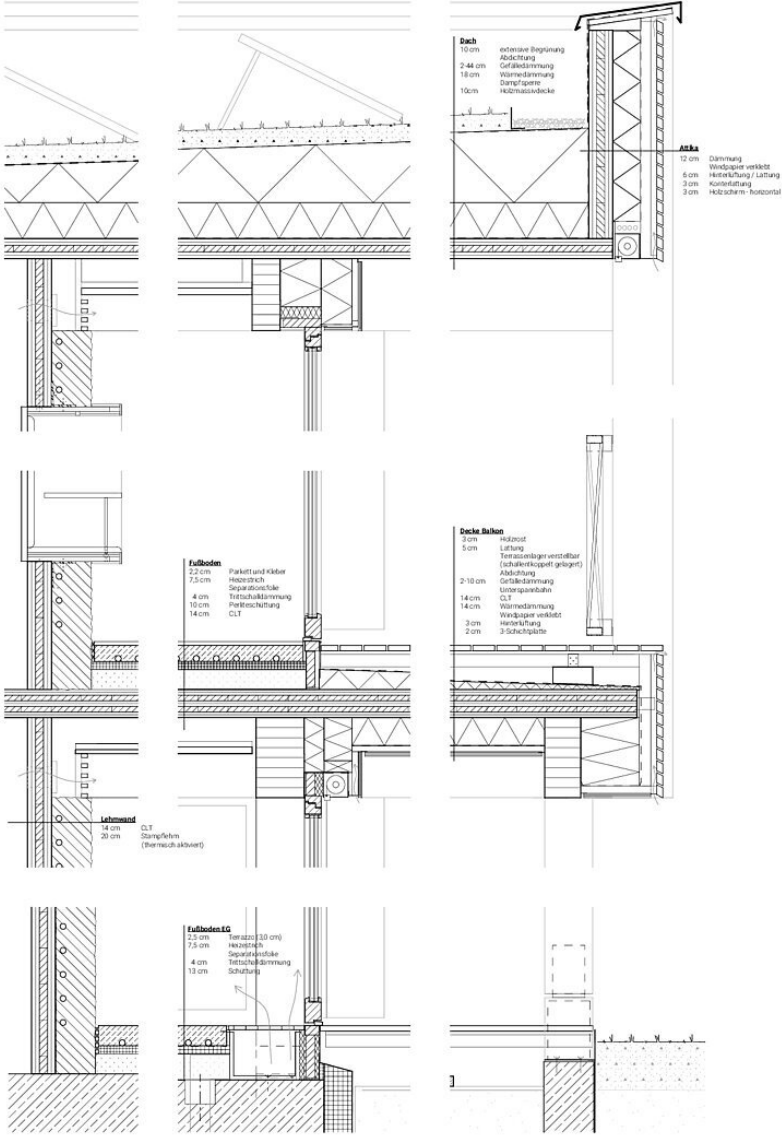 Dach
10 cm extensive Begrünung
Abdichtung
2-44 cm Gefälledämmung
18 cm Wärmedämmung
Dampfsperre
16cm Holzmassivdecke
Attika
12 cm Dämmung
Windpapier verklebt
6 cm Hinterlüftung / Lattung
3 cm Konterlattung
3 cm Holzschirm - horizontal
Fußboden
2,2 cm Parkett und Kleber
7,5 cm Heizestrich
Separationsfolie
4 cm Trittschalldämmung
10 cm Perliteschüttung
14 cm CLT
Decke Balkon
3 cm Holzrost
5 cm Lattung
Terrassenlager verstellbar
(schallentkoppelt gelagert)
Abdichtung
2-10 cm Gefälledämmung
Unterspannbahn
14 cm CLT
14 cm Wärmedämmung
Windpapier verklebt
3 cm Hinterlüftung
2 cm 3-Schichtplatte
Lehmwand
14 cm CLT
20 cm Stampflehm
(thermisch aktiviert)
Fußboden EG
2,5 cm Terrazzo (3,0 cm)
7,5 cm Heizestrich
Separationsfolie
4 cm Trittschalldämmung
13 cm Schüttung